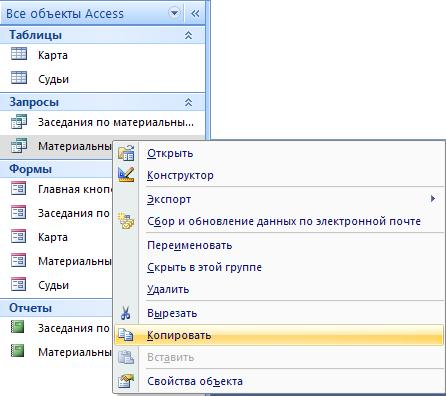 Все объекты Access
Таблицы
Карта
Судьи
Запросы
Заседания по материальны...
Материальны
Формы
Главная кнопо
Заседания по
Карта
Материальны
Судьи
Отчеты
Заседания по
Материальны
Открыть
Конструктор
Экспорт
Сбор и обновление данных по электронной почте
Переименовать
Скрыть в этой группе
Удалить
Вырезать
Копировать
Вставить
Свойства объекта